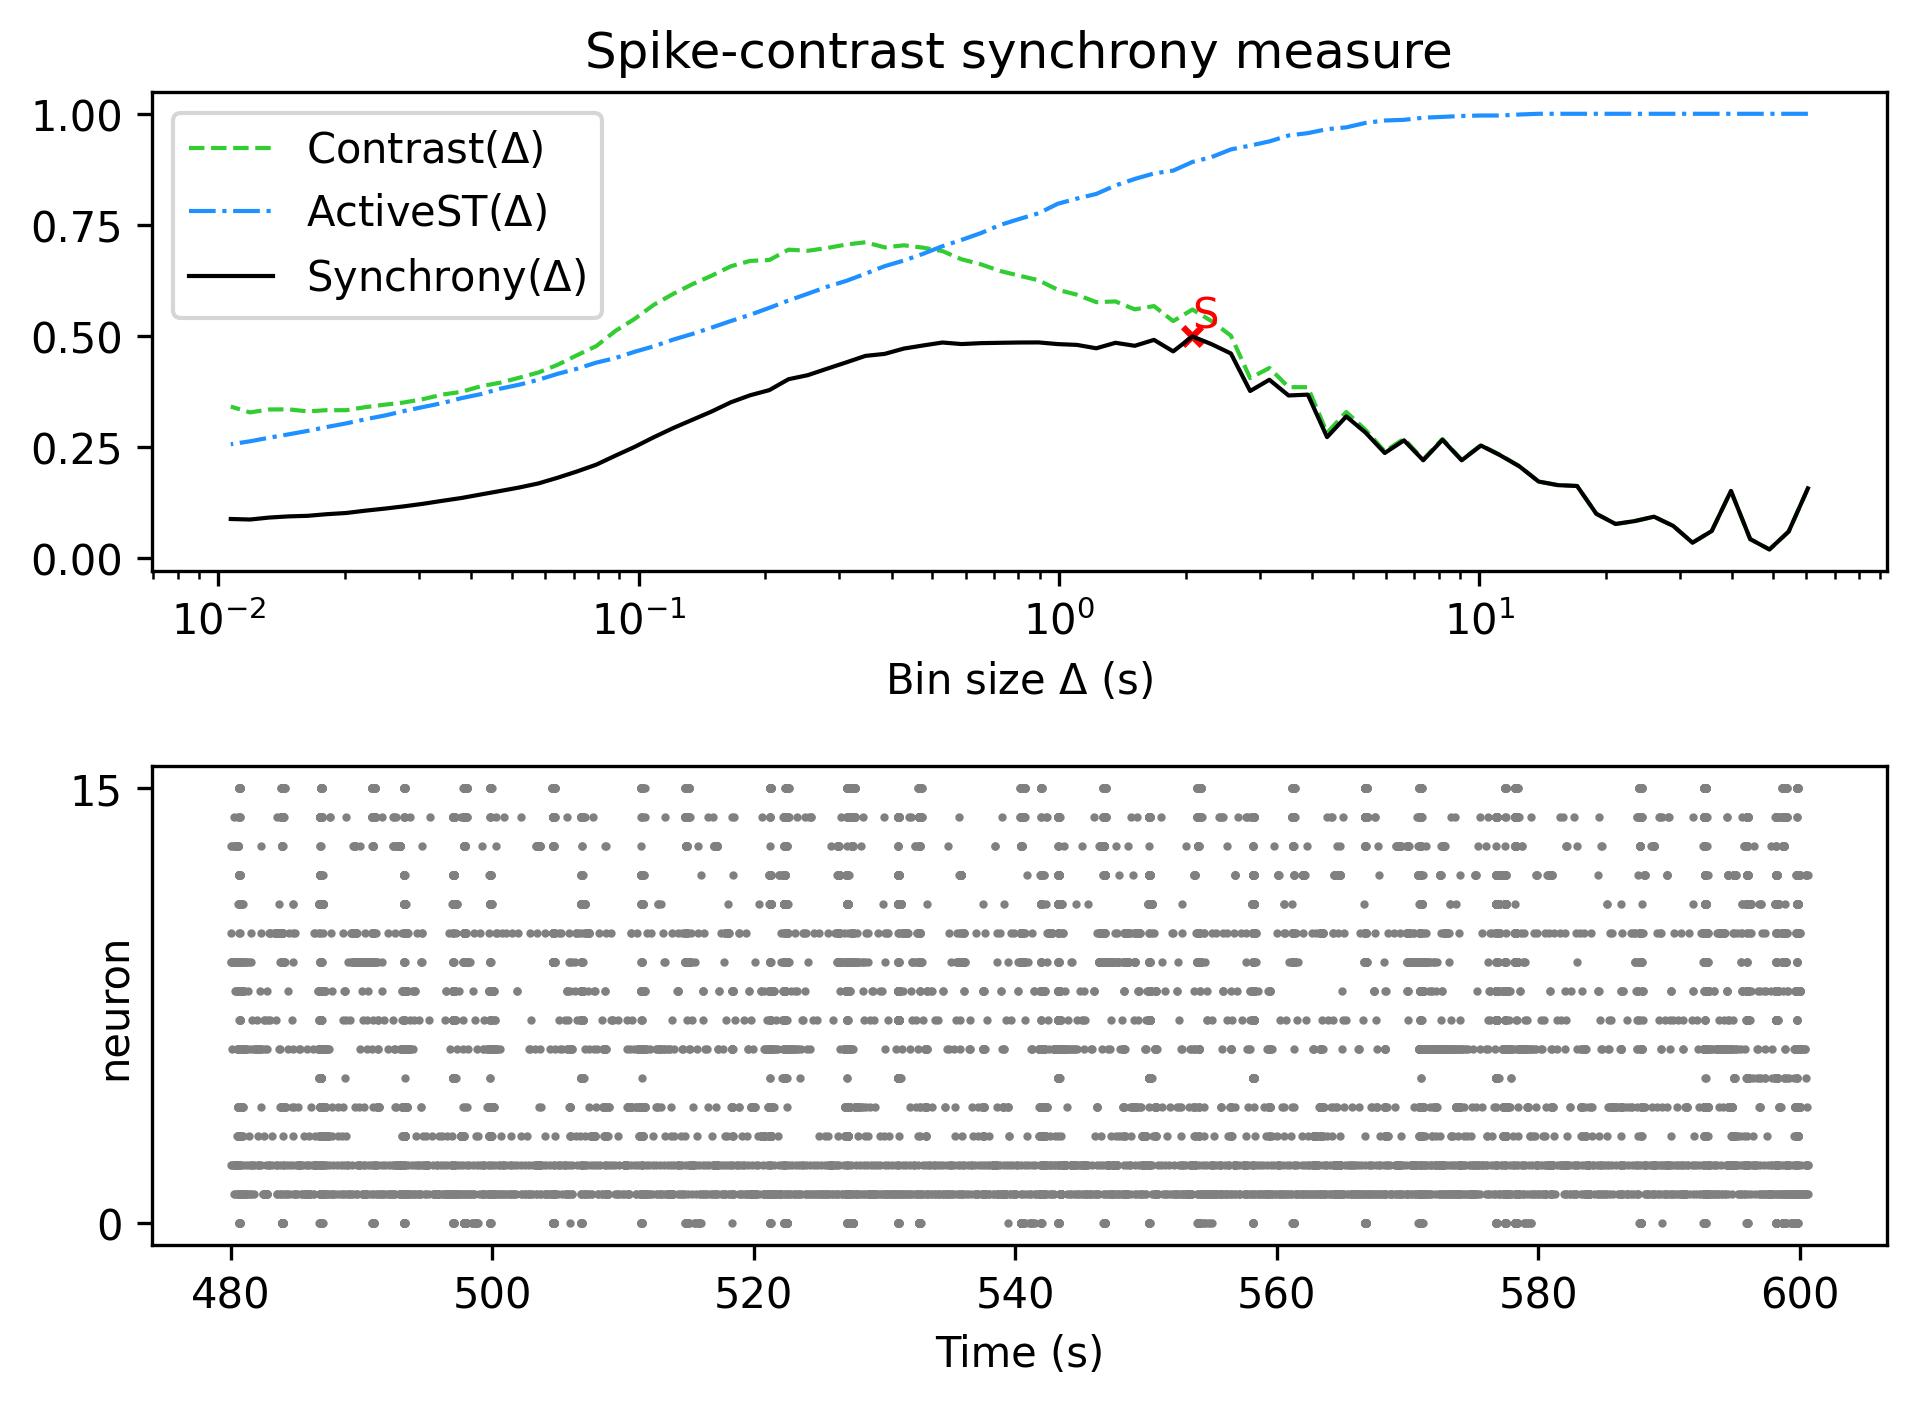 Spike-contrast synchrony measure
1.00
0.75
0.50
0.25
0.00
Contrast(Δ)
ActiveST(Δ)
Synchrony(Δ)
S
10⁻² 10⁻¹ 10⁰ 10¹
Bin size Δ (s)
15
0
neuron
480 500 520 540 560 580 600
Time (s)